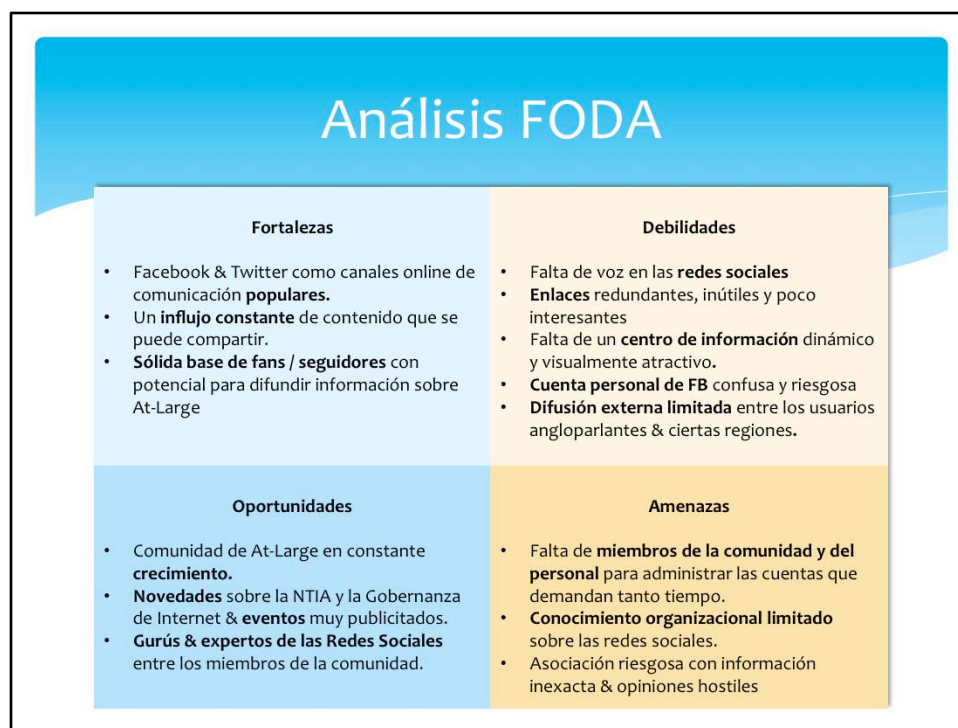 Análisis FODA
Fortalezas
• Facebook & Twitter como canales online de
comunicación populares.
• Un influjo constante de contenido que se
puede compartir.
• Sólida base de fans / seguidores con
potencial para difundir información sobre
At-Large
Debilidades
• Falta de voz en las redes sociales
• Enlaces redundantes, inútiles y poco
interesantes
• Falta de un centro de información dinámico
y visualmente atractivo.
• Cuenta personal de FB confusa y riesgosa
• Difusión externa limitada entre los usuarios
angloparlantes & ciertas regiones.
Oportunidades
• Comunidad de At-Large en constante
crecimiento.
• Novedades sobre la NTIA y la Gobernanza
de Internet & eventos muy publicitados.
• Gurús & expertos de las Redes Sociales
entre los miembros de la comunidad.
Amenazas
• Falta de miembros de la comunidad y del
personal para administrar las cuentas que
demandan tanto tiempo.
• Conocimiento organizacional limitado
sobre las redes sociales.
• Asociación riesgosa con información
inexacta & opiniones hostiles